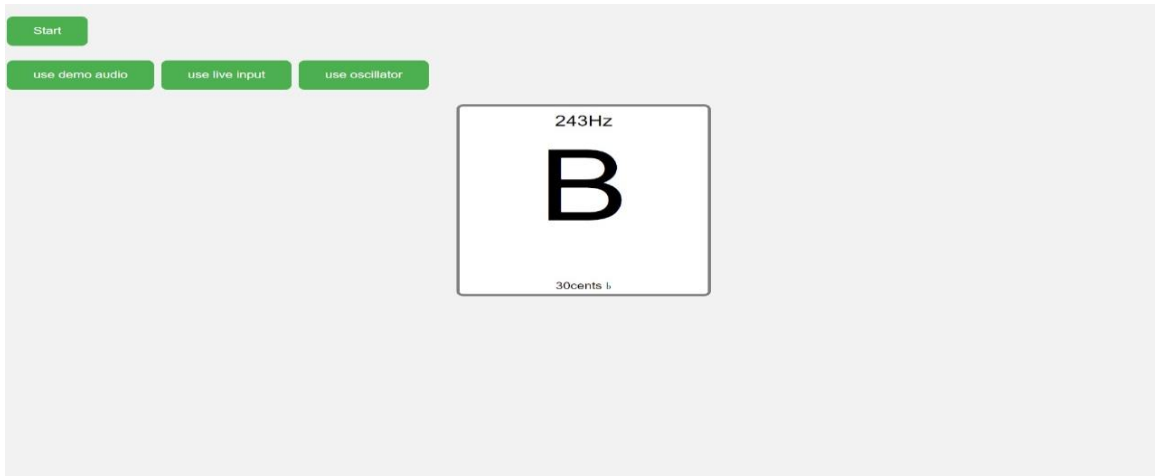 Start
use demo audio use live input use oscillator
243Hz
B
30cents ♭